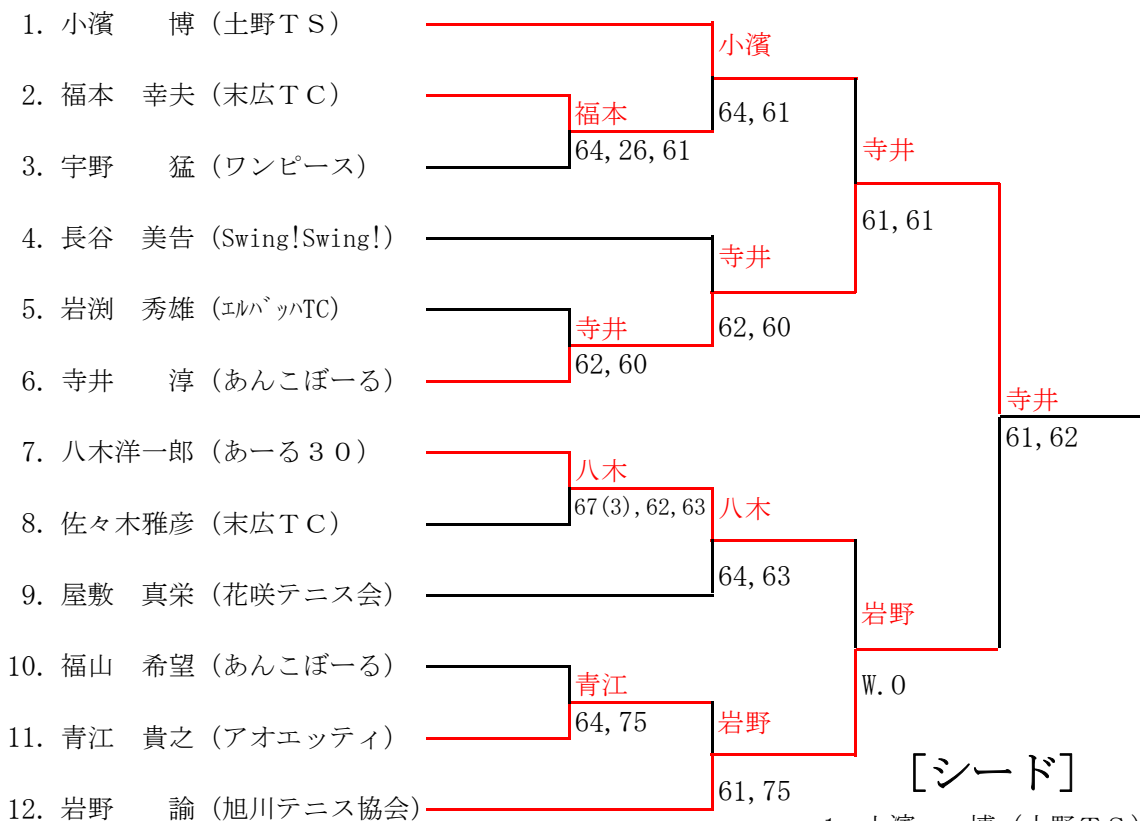 1. 小濱　　博（土野ＴＳ）
小濱
2. 福本　幸夫（末広ＴＣ）
福本
64,61
64,26,61
3. 宇野　　猛（ワンピース）
寺井
61,61
4. 長谷　美告（Swing!Swing!）
寺井
5. 岩渕　秀雄（ｴﾙﾊﾞｯﾊTC）
寺井
62,60
62,60
6. 寺井　　淳（あんこぼーる）
寺井
61,62
7. 八木洋一郎（あーる３０）
八木
67(3),62,63
八木
8. 佐々木雅彦（末広ＴＣ）
64,63
9. 屋敷　真栄（花咲テニス会）
岩野
10. 福山　希望（あんこぼーる）
青江
W.O
64,75
岩野
11. 青江　貴之（アオエッティ）
［シード］
61,75
12. 岩野　　諭（旭川テニス協会）